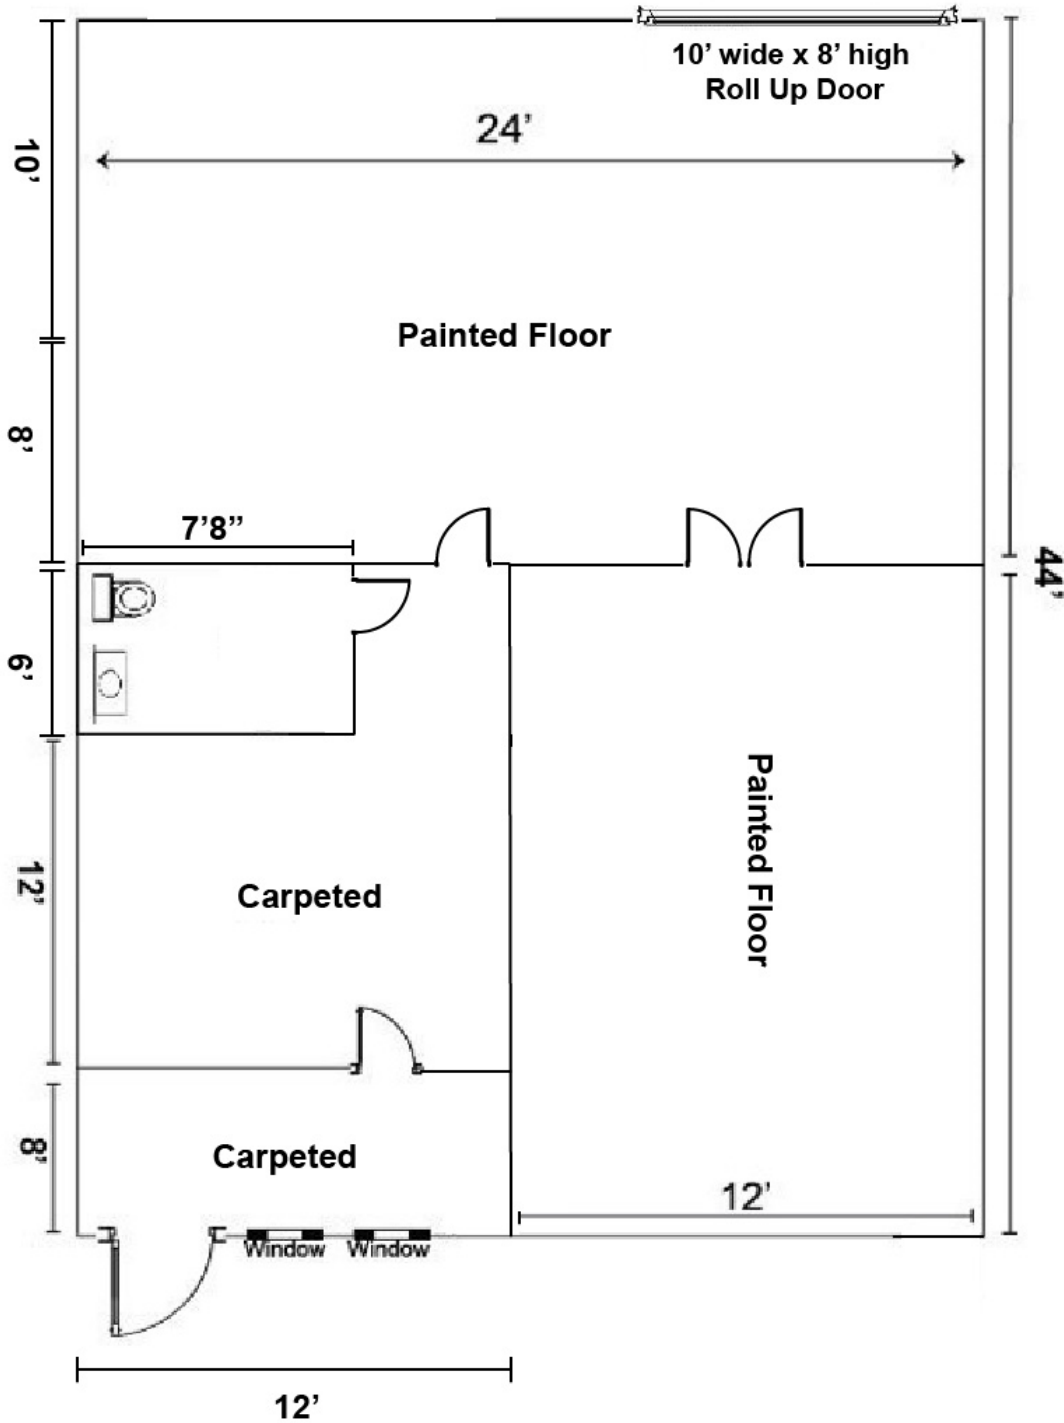 10’ wide x 8’ high
Roll Up Door
24’
10’
Painted Floor
8’
7’8”
44’
6’
Painted Floor
12’
Carpeted
8’
Carpeted
12’
Window
Window
12’